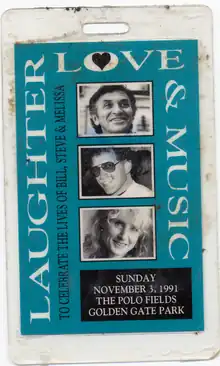 LAUGHTER
LOVE
& MUSIC
TO CELEBRATE THE LIVES OF BILL, STEVE & MELISSA
SUNDAY
NOVEMBER 3, 1991
THE POLO FIELDS
GOLDEN GATE PARK